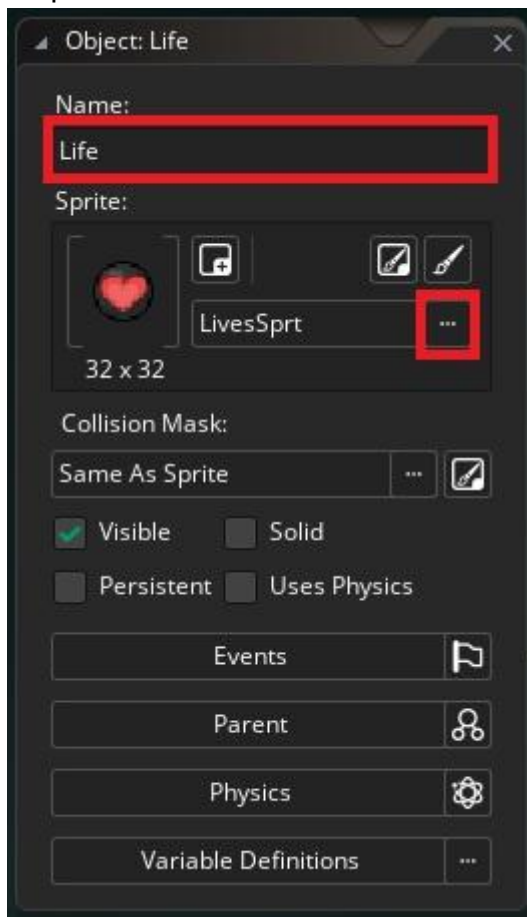 Object: Life
Name:
Life
Sprite:
LivesSprt
...
32 x 32
Collision Mask:
Same As Sprite
...
Visible
Solid
Persistent
Uses Physics
Events
Parent
Physics
Variable Definitions
...